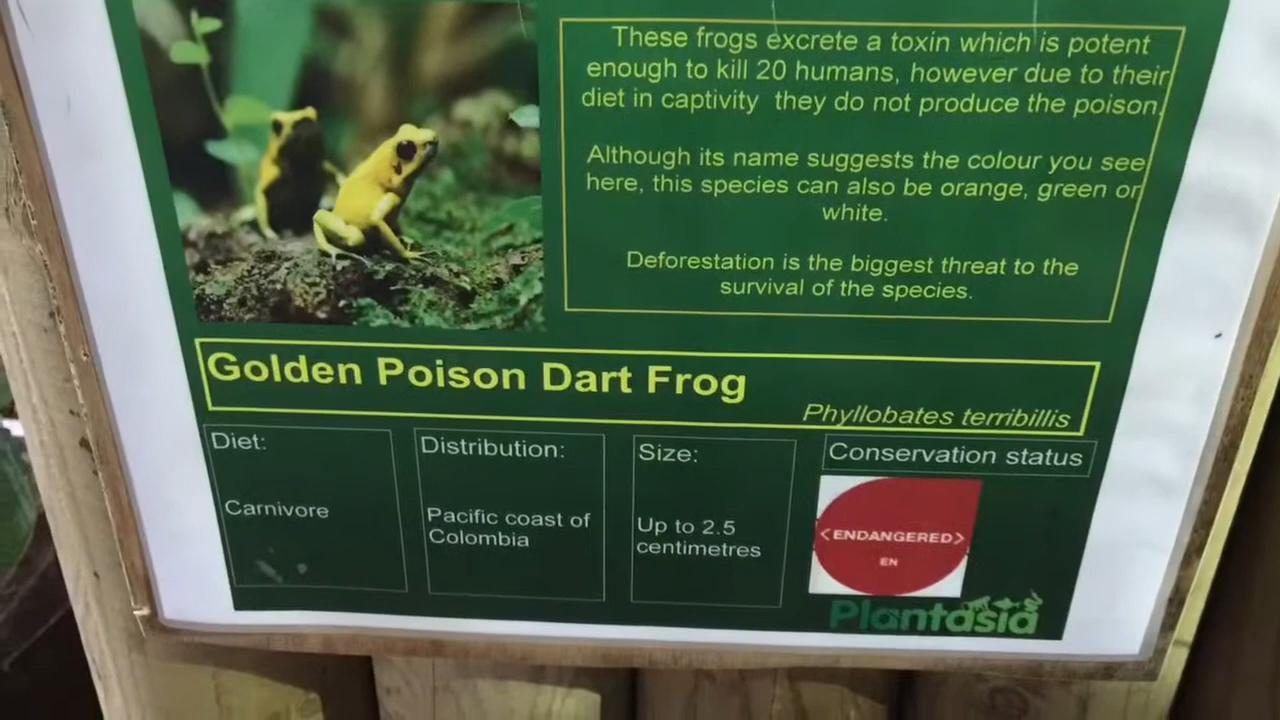 These frogs excrete a toxin which is potent
enough to kill 20 humans, however due to their
diet in captivity they do not produce the poison.
Although its name suggests the colour you see
here, this species can also be orange, green or
white.
Deforestation is the biggest threat to the
survival of the species.
Golden Poison Dart Frog
Phyllobates terribillis
Diet:
Carnivore
Distribution:
Pacific coast of
Colombia
Size:
Up to 2.5
centimetres
Conservation status
<ENDANGERED>
EN
Plantasia